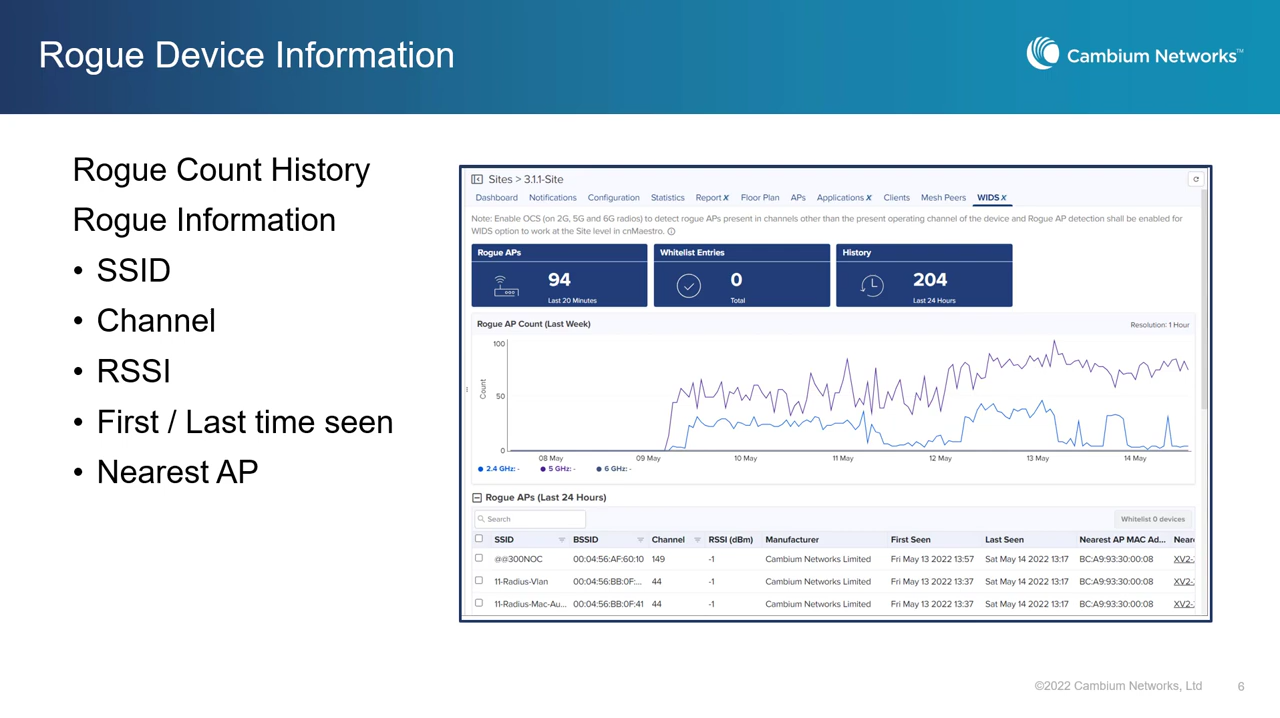 Rogue Device Information
Cambium Networks™
Rogue Count History
Rogue Information
• SSID
• Channel
• RSSI
• First / Last time seen
• Nearest AP
Sites > 3.1.1-Site
Dashboard Notifications Configuration Statistics Report X Floor Plan APs Applications X Clients Mesh Peers WIDS X
Note: Enable OCS (on 2G, 5G and 6G radios) to detect rogue APs present in channels other than the present operating channel of the device and Rogue AP detection shall be enabled for
WIDS option to work at the Site level in cnMaestro.
Rogue APs
94
Last 20 Minutes
Whitelist Entries
0
Total
History
204
Last 24 Hours
Rogue AP Count (Last Week)
Resolution: 1 Hour
Count
100
50
0
08 May 09 May 10 May 11 May 12 May 13 May 14 May
2.4 GHz: - 5 GHz: - 6 GHz: -
Rogue APs (Last 24 Hours)
Search
Whitelist 0 devices
SSID BSSID Channel RSSI (dBm) Manufacturer First Seen Last Seen Nearest AP MAC Ad... Near
@@300NOC 00:04:56:AF:60:10 149 -1 Cambium Networks Limited Fri May 13 2022 13:57 Sat May 14 2022 13:17 BC:A9:93:30:00:08 XV2-
11-Radius-Vlan 00:04:56:BB:0F:... 44 -1 Cambium Networks Limited Fri May 13 2022 13:37 Sat May 14 2022 13:17 BC:A9:93:30:00:08 XV2-
11-Radius-Mac-Au... 00:04:56:BB:0F:41 44 -1 Cambium Networks Limited Fri May 13 2022 13:37 Sat May 14 2022 13:17 BC:A9:93:30:00:08 XV2-
©2022 Cambium Networks, Ltd 6